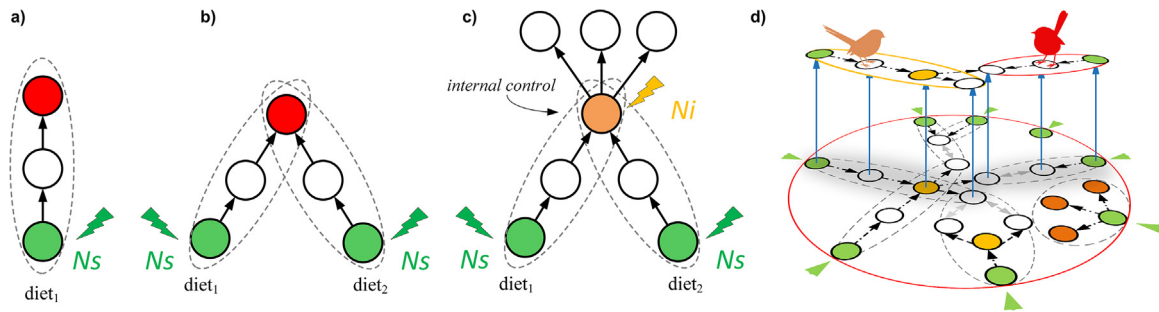 a)
b)
c)
d)
internal control
Ni
Ns
Ns
Ns
Ns
Ns
diet1
diet1
diet2
diet1
diet2